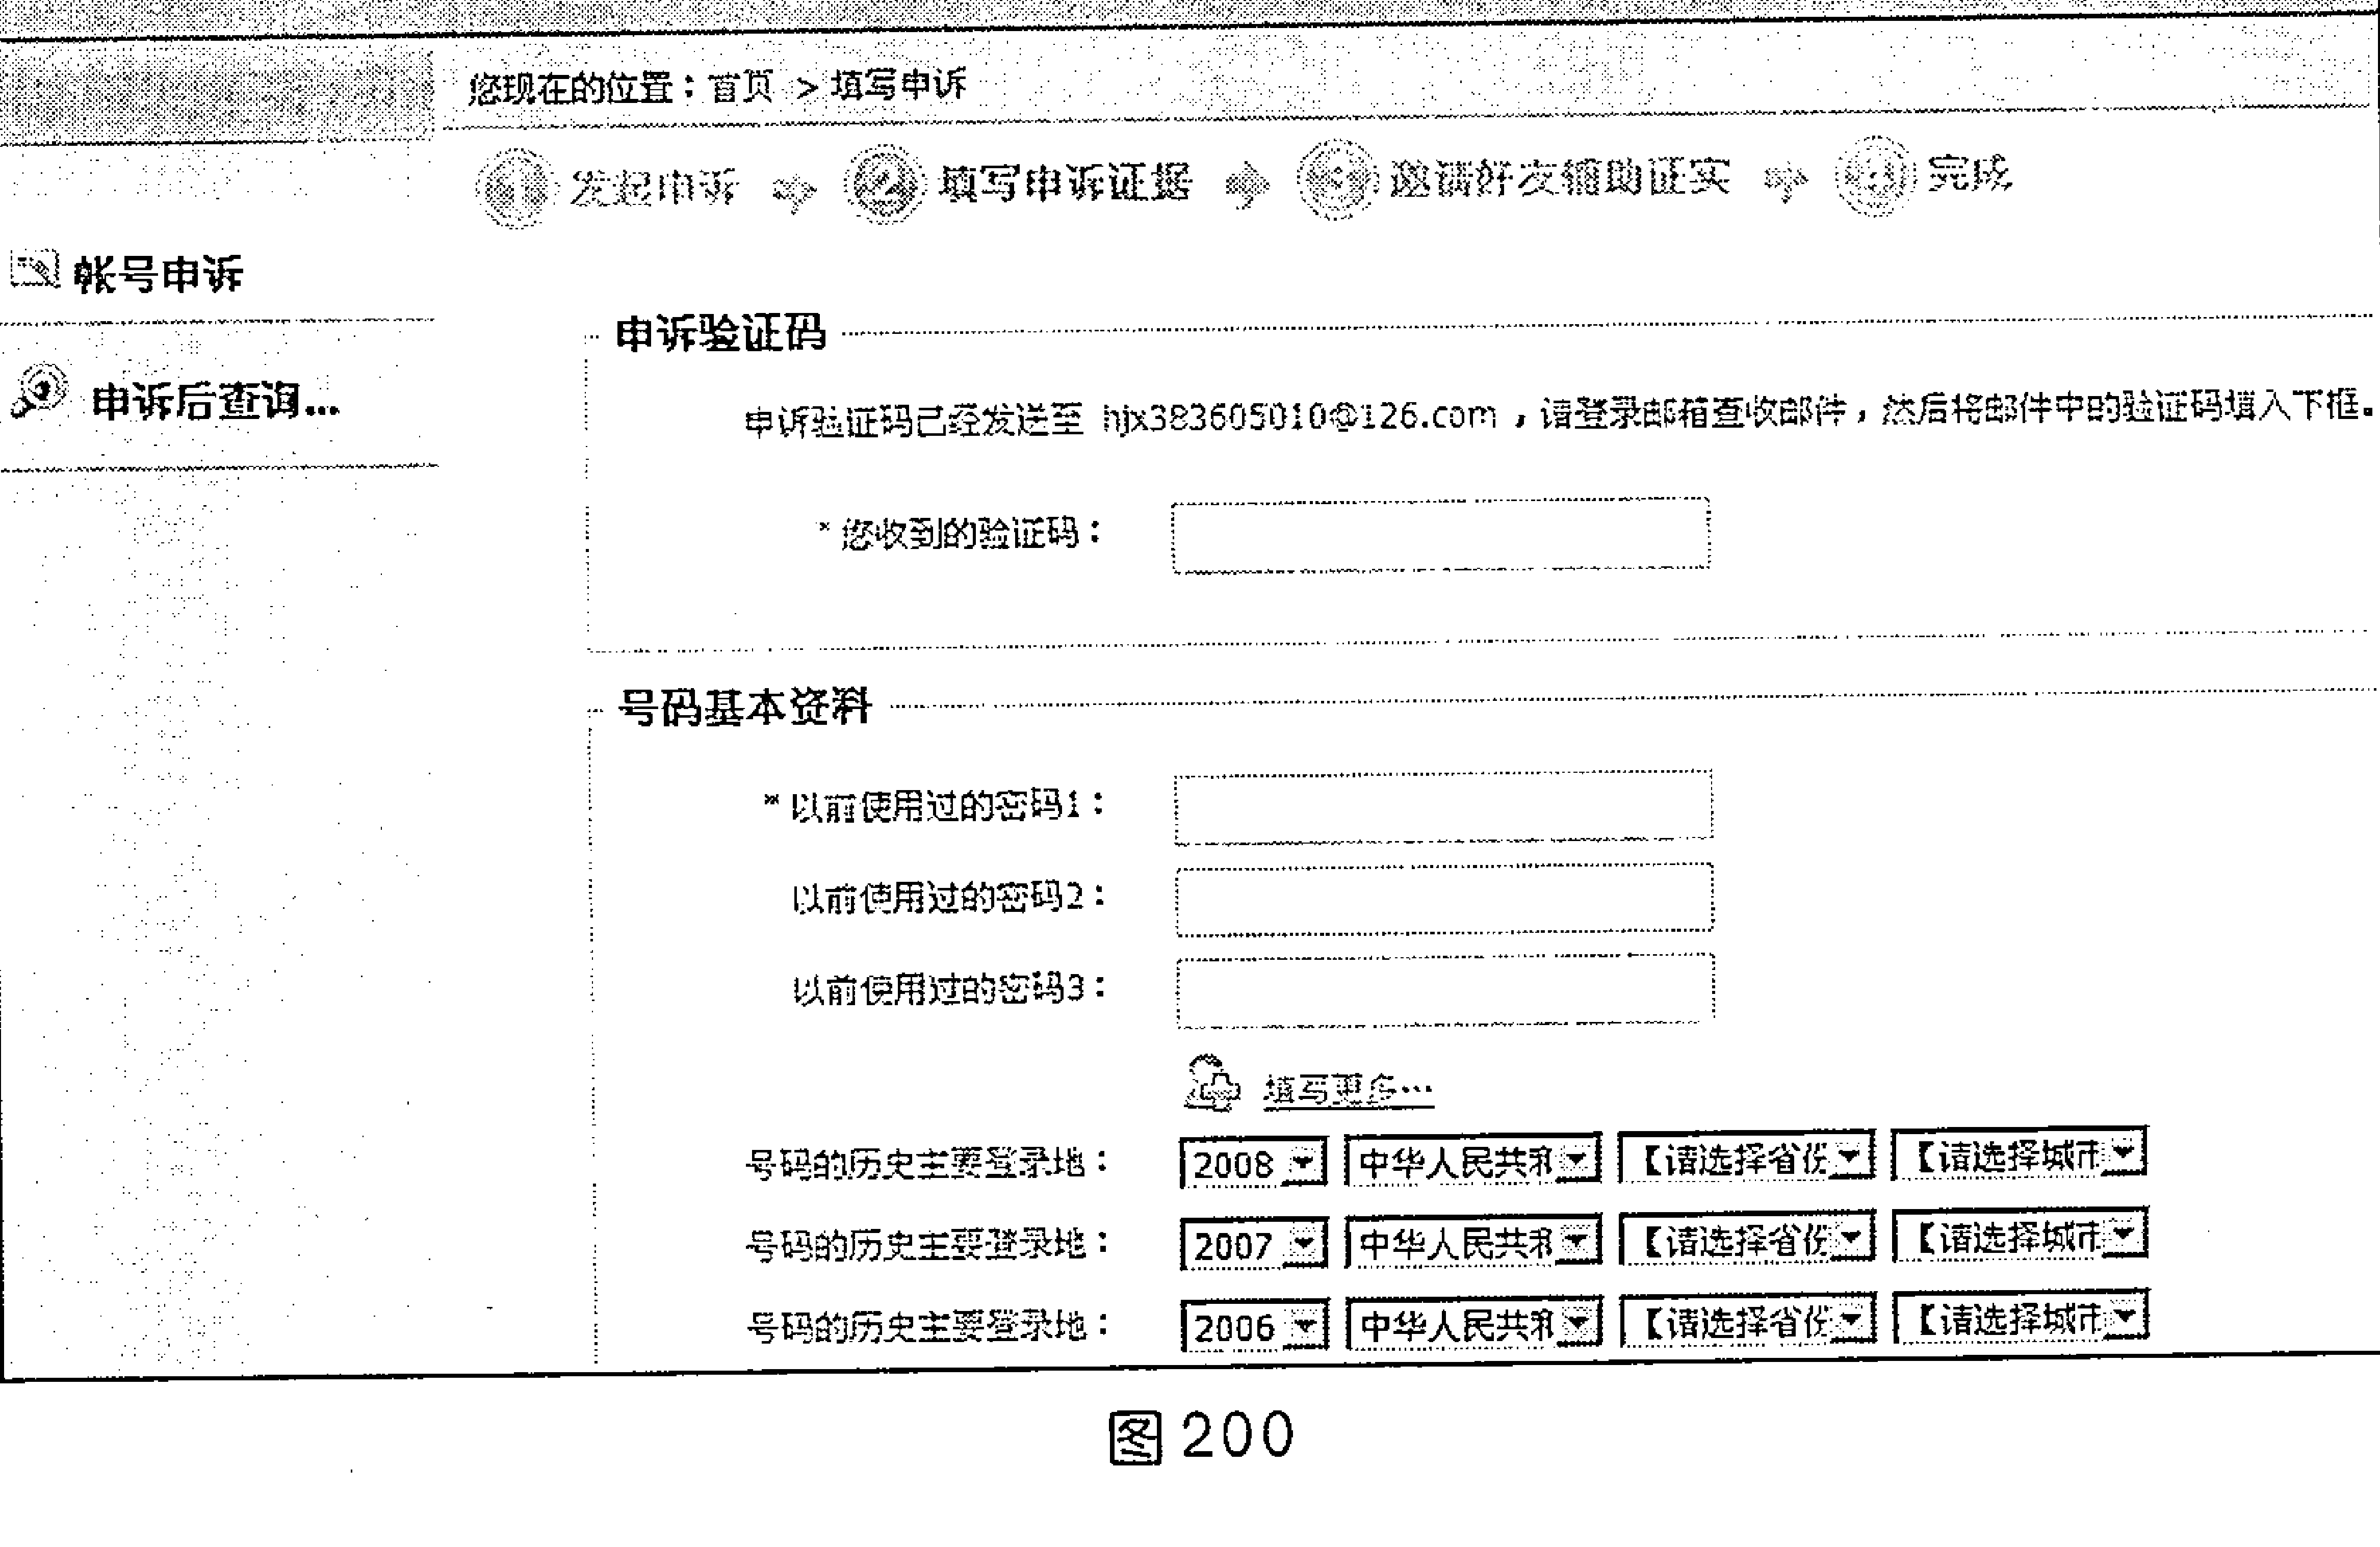 您现在的位置：首页 > 填写申诉
1 发起申诉 2 填写申诉证据 3 邀请好友辅助证实 4 完成
帐号申诉
申诉后查询...
申诉验证码
申诉验证码已经发送至 hjx383605010@126.com，请登录邮箱查收邮件，然后将邮件中的验证码填入下框。
* 您收到的验证码：
号码基本资料
* 以前使用过的密码1：
以前使用过的密码2：
以前使用过的密码3：
填写更多...
号码的历史主要登录地： 2008 中华人民共和 【请选择省份 【请选择城市
号码的历史主要登录地： 2007 中华人民共和 【请选择省份 【请选择城市
号码的历史主要登录地： 2006 中华人民共和 【请选择省份 【请选择城市
图 200